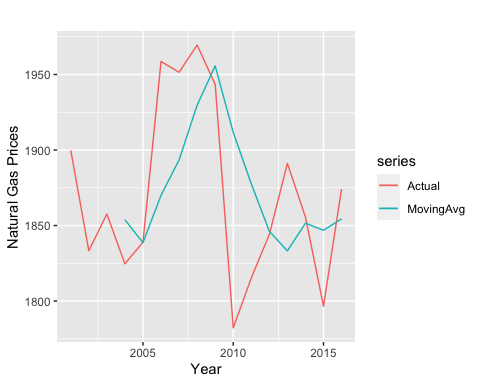 Natural Gas Prices
1950
1900
1850
1800
2005
2010
2015
Year
series
Actual
MovingAvg